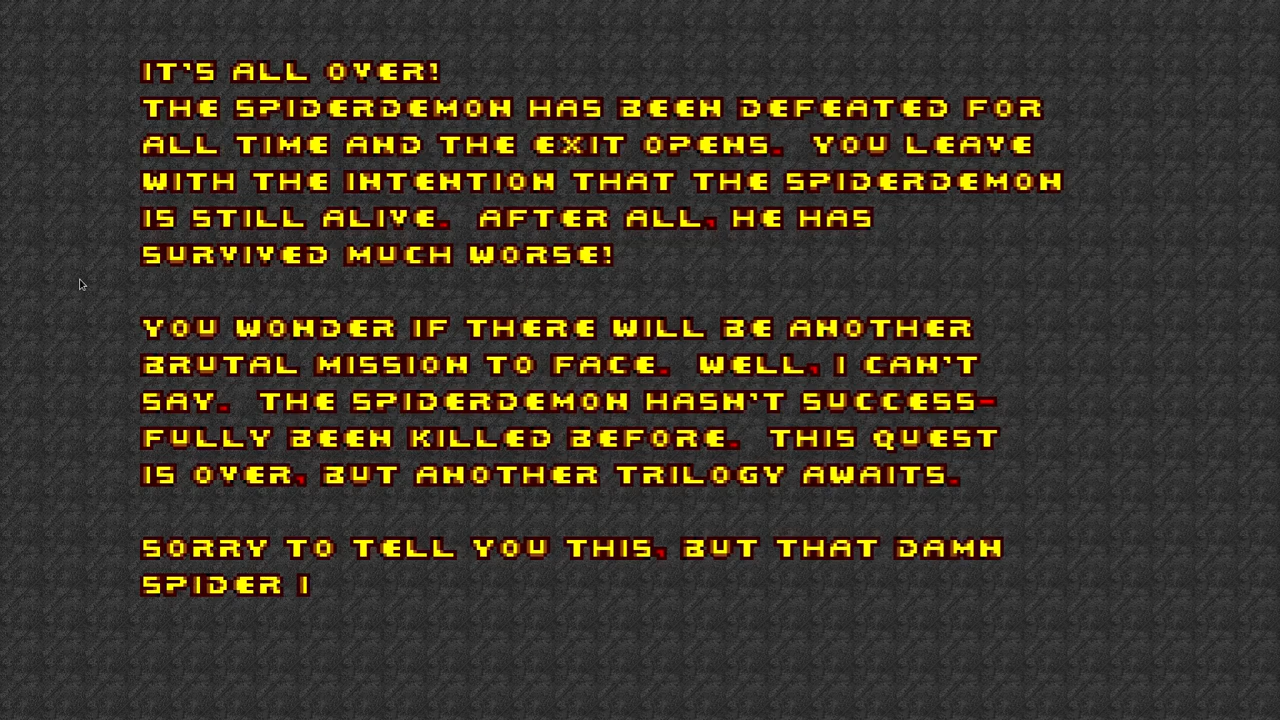 IT'S ALL OVER!
THE SPIDERDEMON HAS BEEN DEFEATED FOR
ALL TIME AND THE EXIT OPENS.  YOU LEAVE
WITH THE INTENTION THAT THE SPIDERDEMON
IS STILL ALIVE.  AFTER ALL, HE HAS
SURVIVED MUCH WORSE!
YOU WONDER IF THERE WILL BE ANOTHER
BRUTAL MISSION TO FACE.  WELL, I CAN'T
SAY.  THE SPIDERDEMON HASN'T SUCCESS-
FULLY BEEN KILLED BEFORE.  THIS QUEST
IS OVER, BUT ANOTHER TRILOGY AWAITS.
SORRY TO TELL YOU THIS, BUT THAT DAMN
SPIDER I